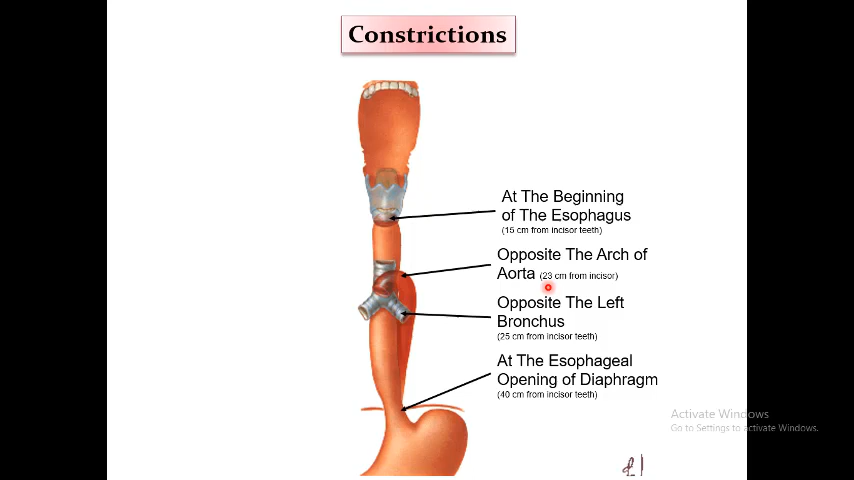 Constrictions
At The Beginning
of The Esophagus
(15 cm from incisor teeth)
Opposite The Arch of
Aorta (23 cm from incisor)
Opposite The Left
Bronchus
(25 cm from incisor teeth)
At The Esophageal
Opening of Diaphragm
(40 cm from incisor teeth)
Activate Windows
Go to Settings to activate Windows.